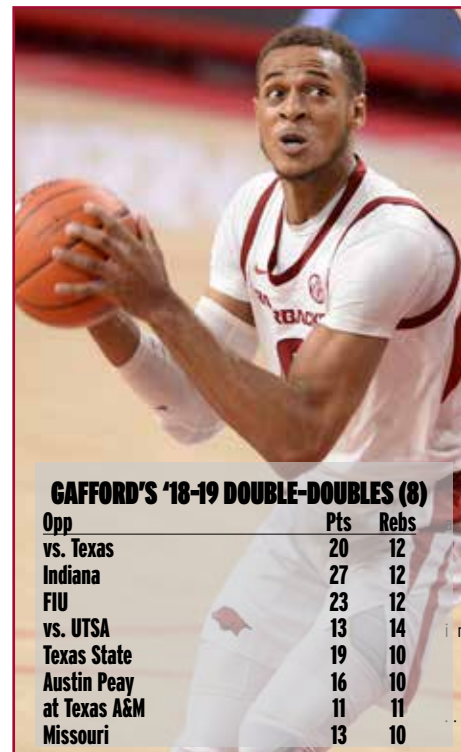 GAFFORD'S '18-19 DOUBLE-DOUBLES (8)
Opp Pts Rebs
vs. Texas 20 12
Indiana 27 12
FIU 23 12
vs. UTSA 13 14
Texas State 19 10
Austin Peay 16 10
at Texas A&M 11 11
Missouri 13 10